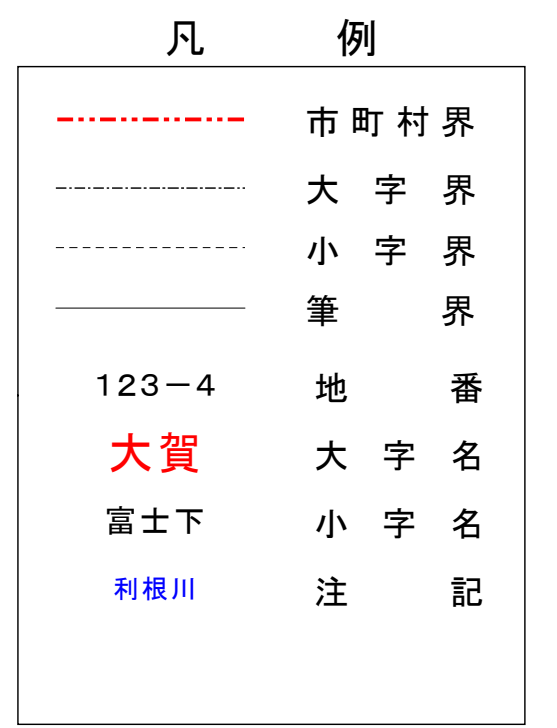 凡 例
市町村界
大字界
小字界
筆界
123－4 地番
大賀 大字名
富士下 小字名
利根川 注記